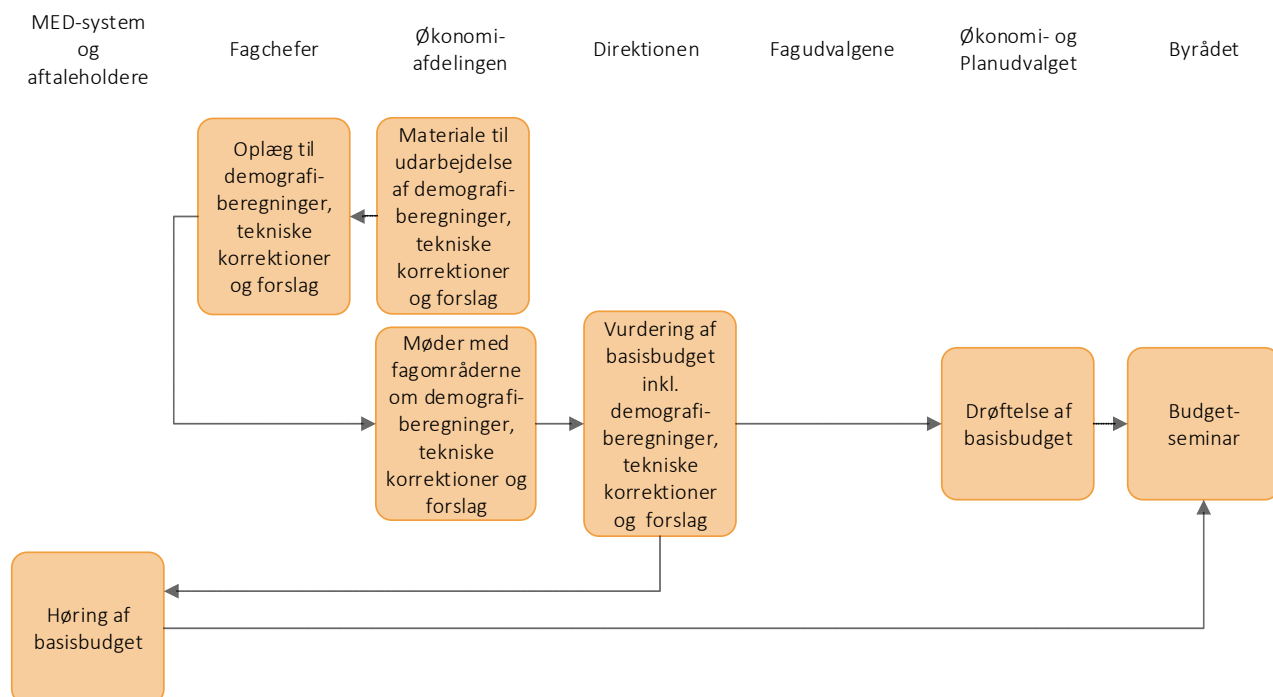 MED-system
og
aftaleholdere
Fagchefer
Økonomi-
afdelingen
Direktionen
Fagudvalgene
Økonomi- og
Planudvalget
Byrådet
Oplæg til
demografi-
beregninger,
tekniske
korrektioner
og forslag
Materiale til
udarbejdelse
af demografi-
beregninger,
tekniske
korrektioner
og forslag
Møder med
fagområderne
om demografi-
beregninger,
tekniske
korrektioner og
forslag
Vurdering af
basisbudget
inkl.
demografi-
beregninger,
tekniske
korrektioner
og forslag
Drøftelse af
basisbudget
Budget-
seminar
Høring af
basisbudget